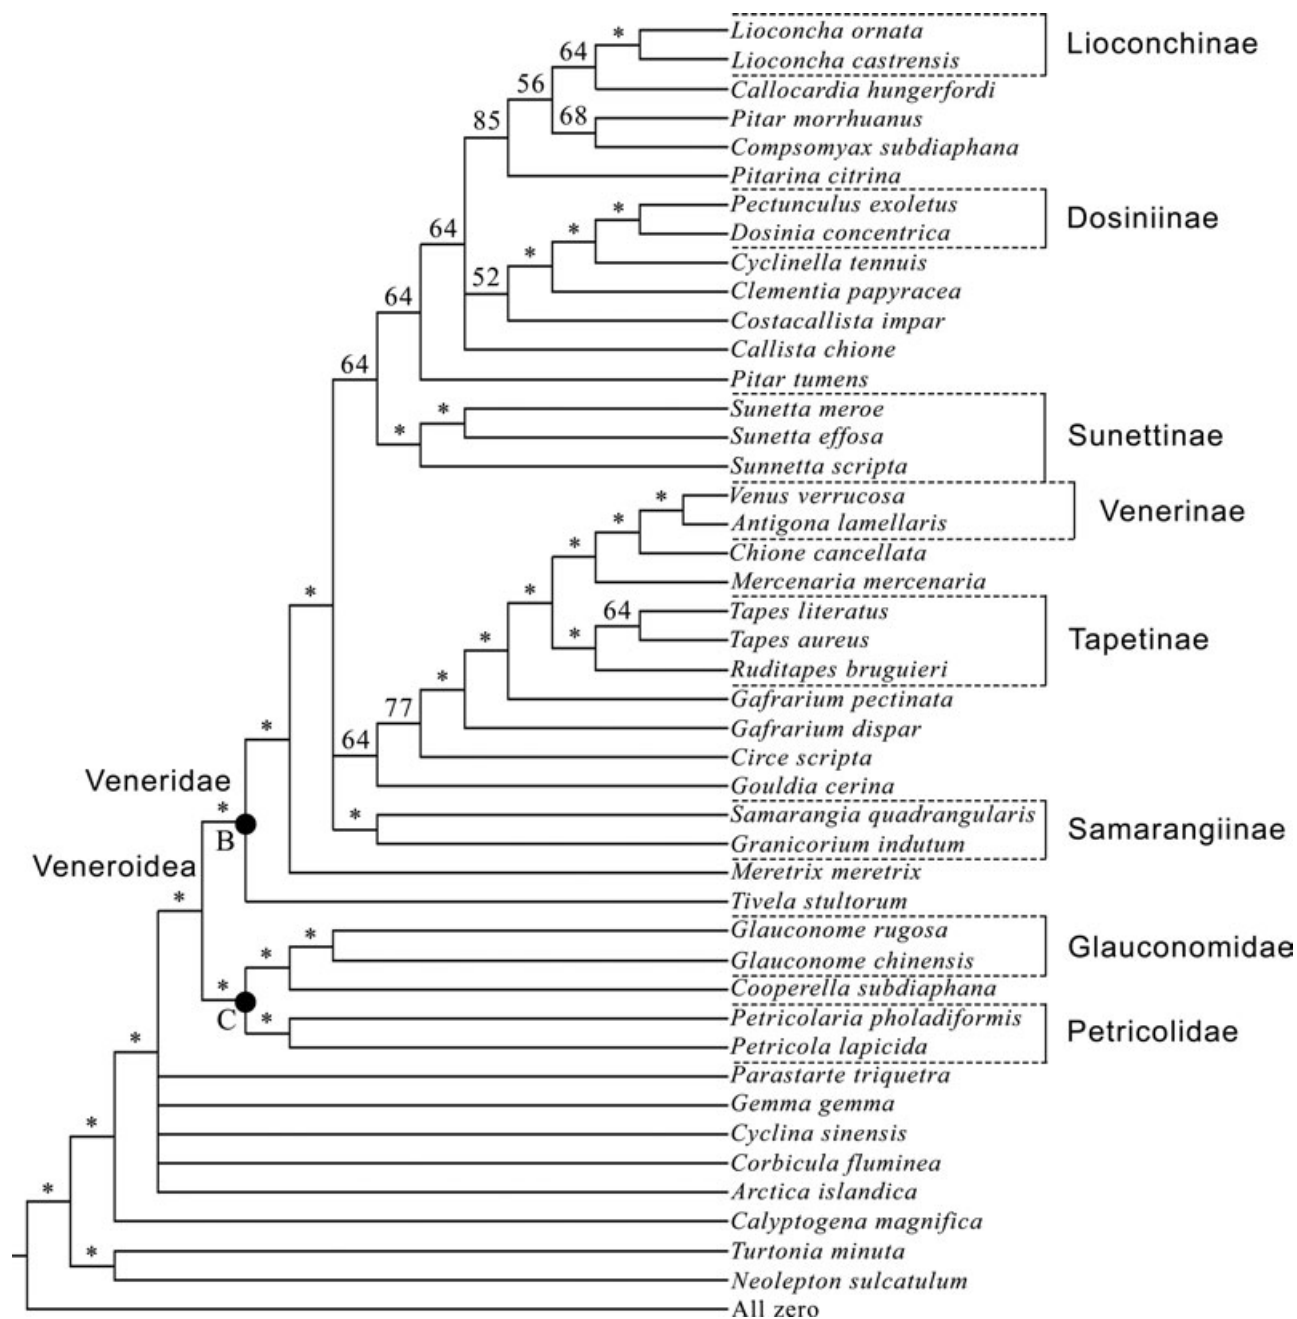 *
Lioconcha ornata
Lioconchinae
64
Lioconcha castrensis
56
Callocardia hungerfordi
85
68
Pitar morrhuanus
Compsomyax subdiaphana
Pitarina citrina
*
Pectunculus exoletus
Dosiniinae
64
*
Dosinia concentrica
*
Cyclinella tennuis
52
Clementia papyracea
64
Costacallista impar
Callista chione
64
Pitar tumens
*
Sunetta meroe
*
Sunetta effosa
Sunettinae
Sunnetta scripta
*
Venus verrucosa
Venerinae
*
Antigona lamellaris
*
Chione cancellata
*
*
Mercenaria mercenaria
64
Tapes literatus
*
*
Tapes aureus
Tapetinae
*
Ruditapes bruguieri
77
Gafrarium pectinata
*
64
Gafrarium dispar
Circe scripta
Veneridae
Gouldia cerina
*
B
*
Samarangia quadrangularis
Samarangiinae
Granicorium indutum
Veneroidea
Meretrix meretrix
*
Tivela stultorum
*
Glauconome rugosa
Glauconomidae
*
Glauconome chinensis
*
Cooperella subdiaphana
C
*
Petricolaria pholadiformis
Petricolidae
*
Petricola lapicida
Parastarte triquetra
Gemma gemma
*
Cyclina sinensis
Corbicula fluminea
*
Arctica islandica
Calyptogena magnifica
*
Turtonia minuta
Neolepton sulcatulum
All zero